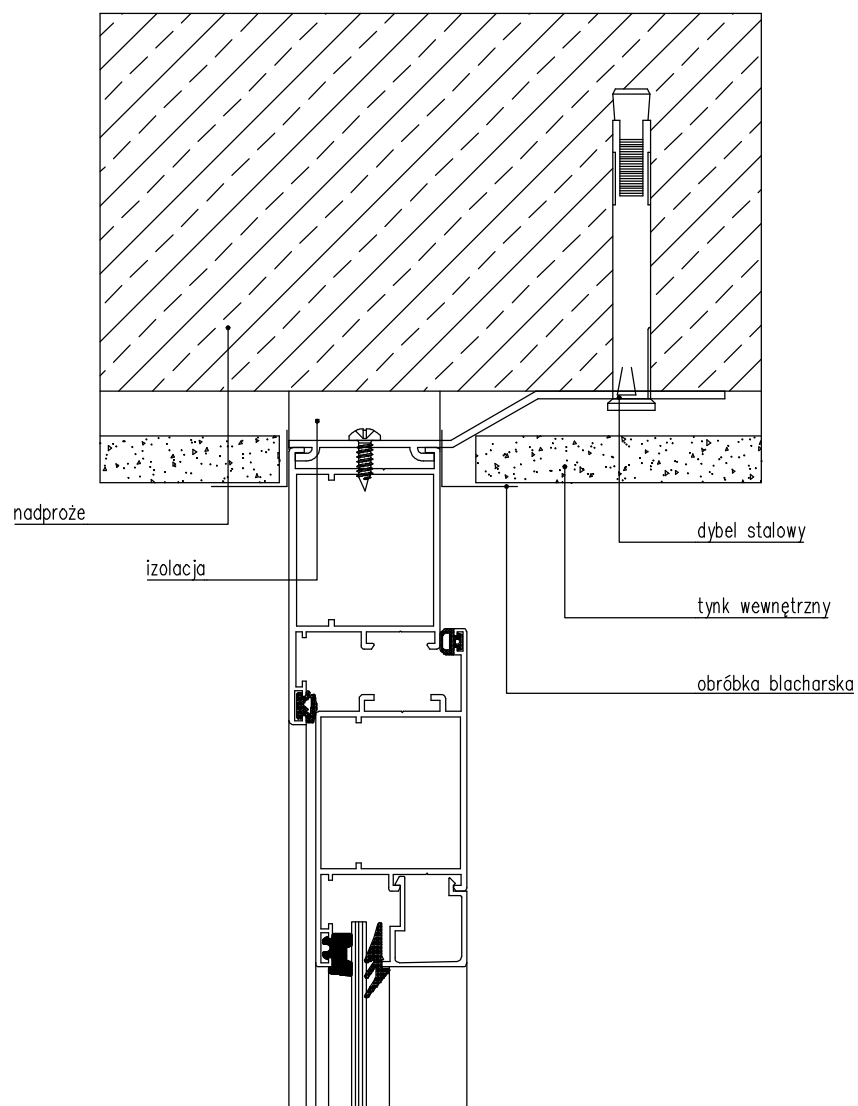 nadproże
izolacja
dybel stalowy
tynk wewnętrzny
obróbka blacharska